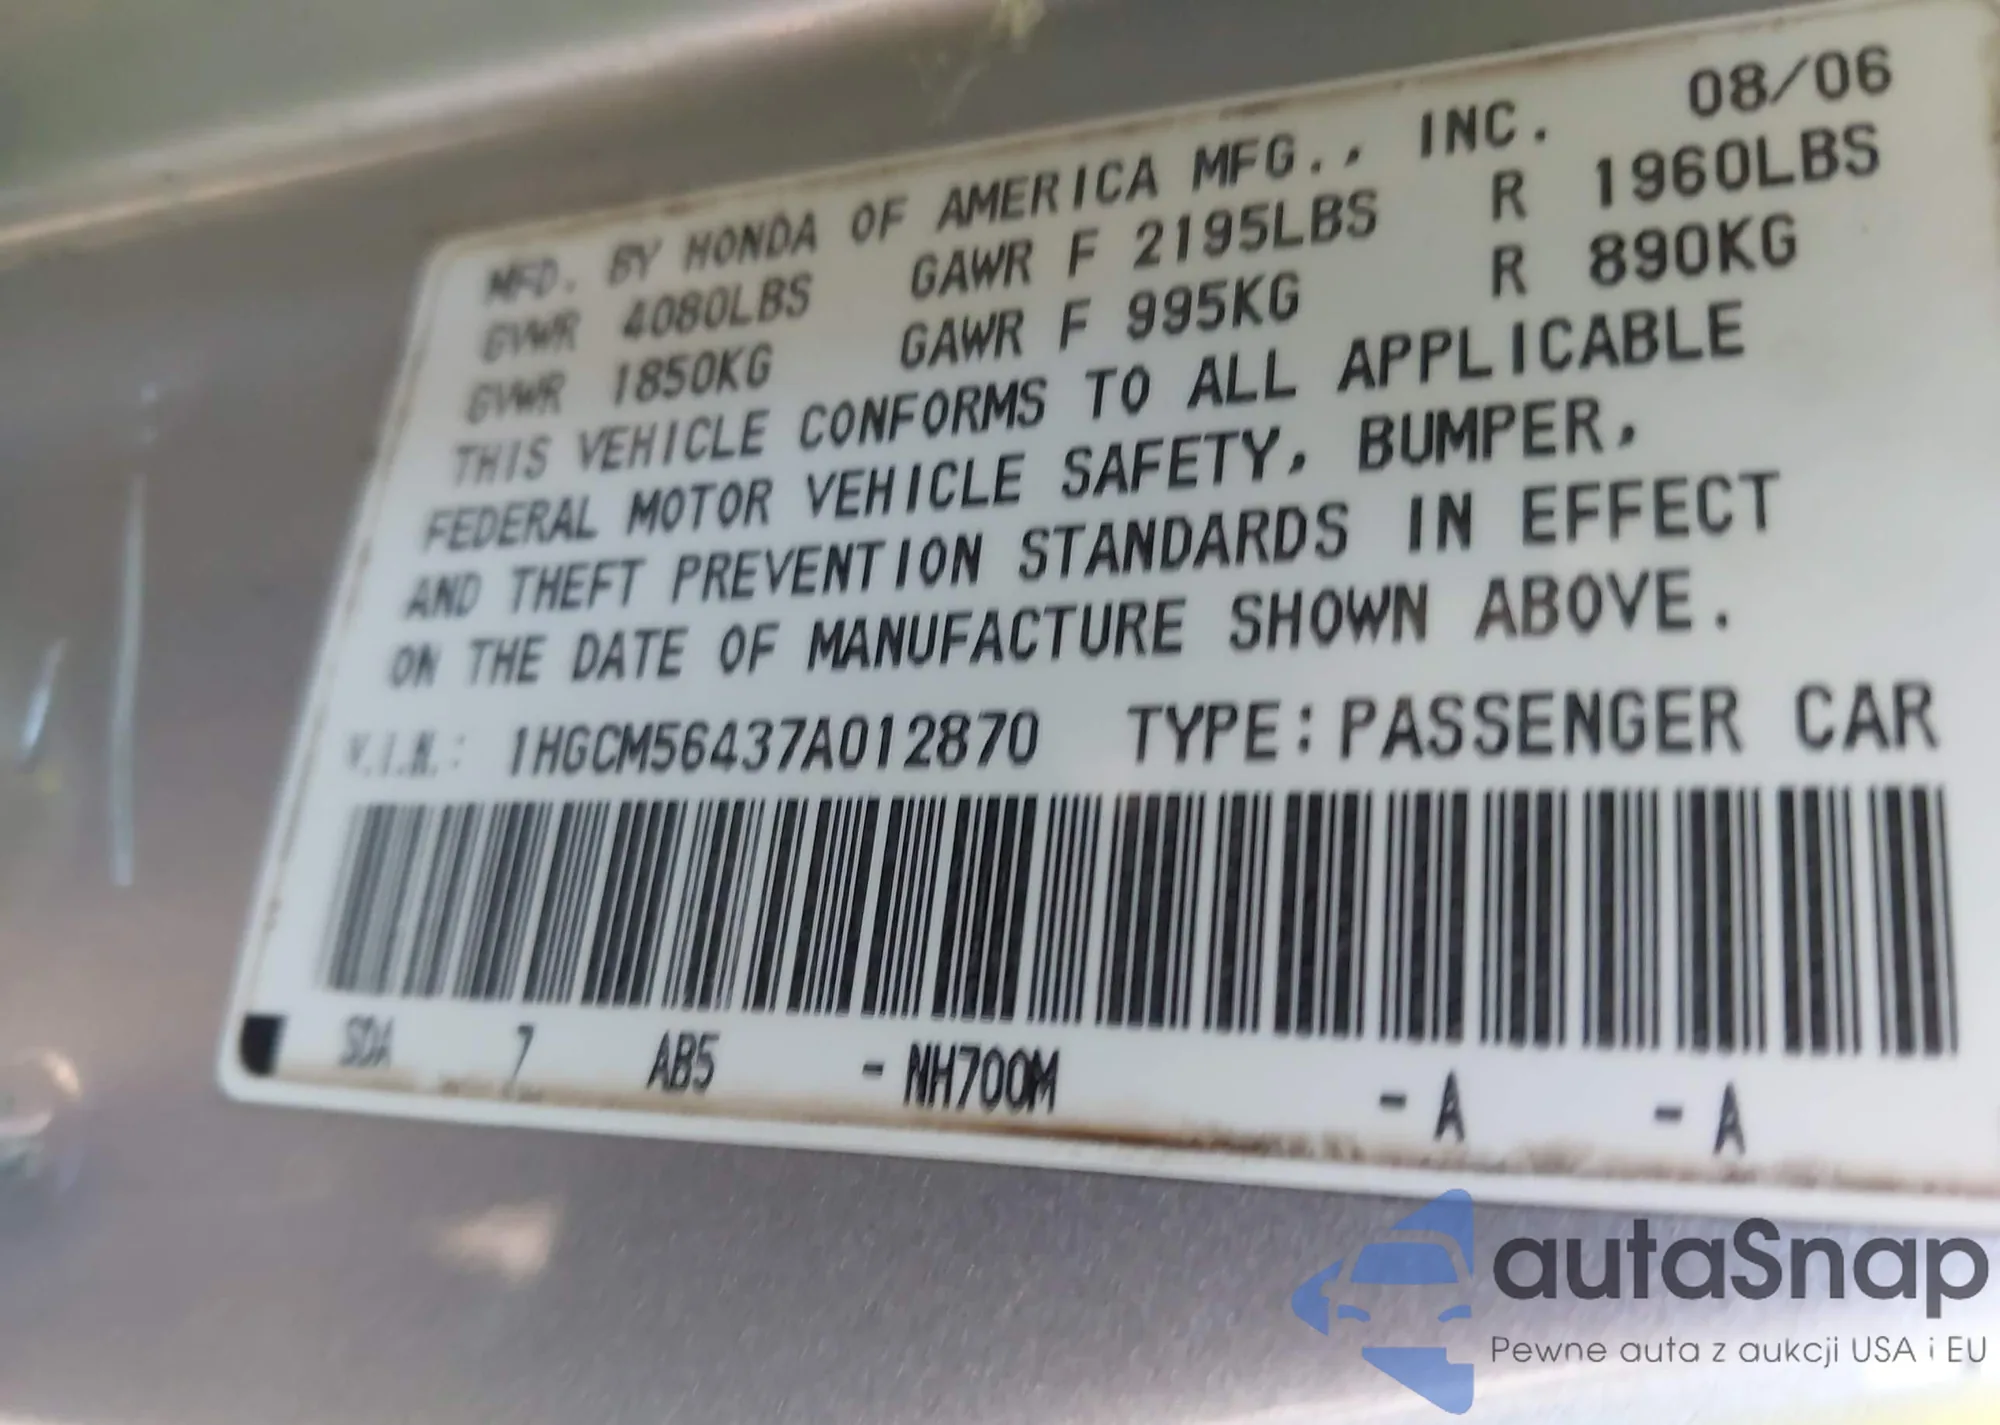 MFD. BY HONDA OF AMERICA MFG., INC. 08/06
GVWR 4080LBS GAWR F 2195LBS R 1960LBS
GVWR 1850KG GAWR F 995KG R 890KG
THIS VEHICLE CONFORMS TO ALL APPLICABLE
FEDERAL MOTOR VEHICLE SAFETY, BUMPER,
AND THEFT PREVENTION STANDARDS IN EFFECT
ON THE DATE OF MANUFACTURE SHOWN ABOVE.
V.I.N.: 1HGCM56437A012870 TYPE: PASSENGER CAR
SDA 7 AB5 - NH700M - A - A
autaSnap
Pewne auta z aukcji USA i EU